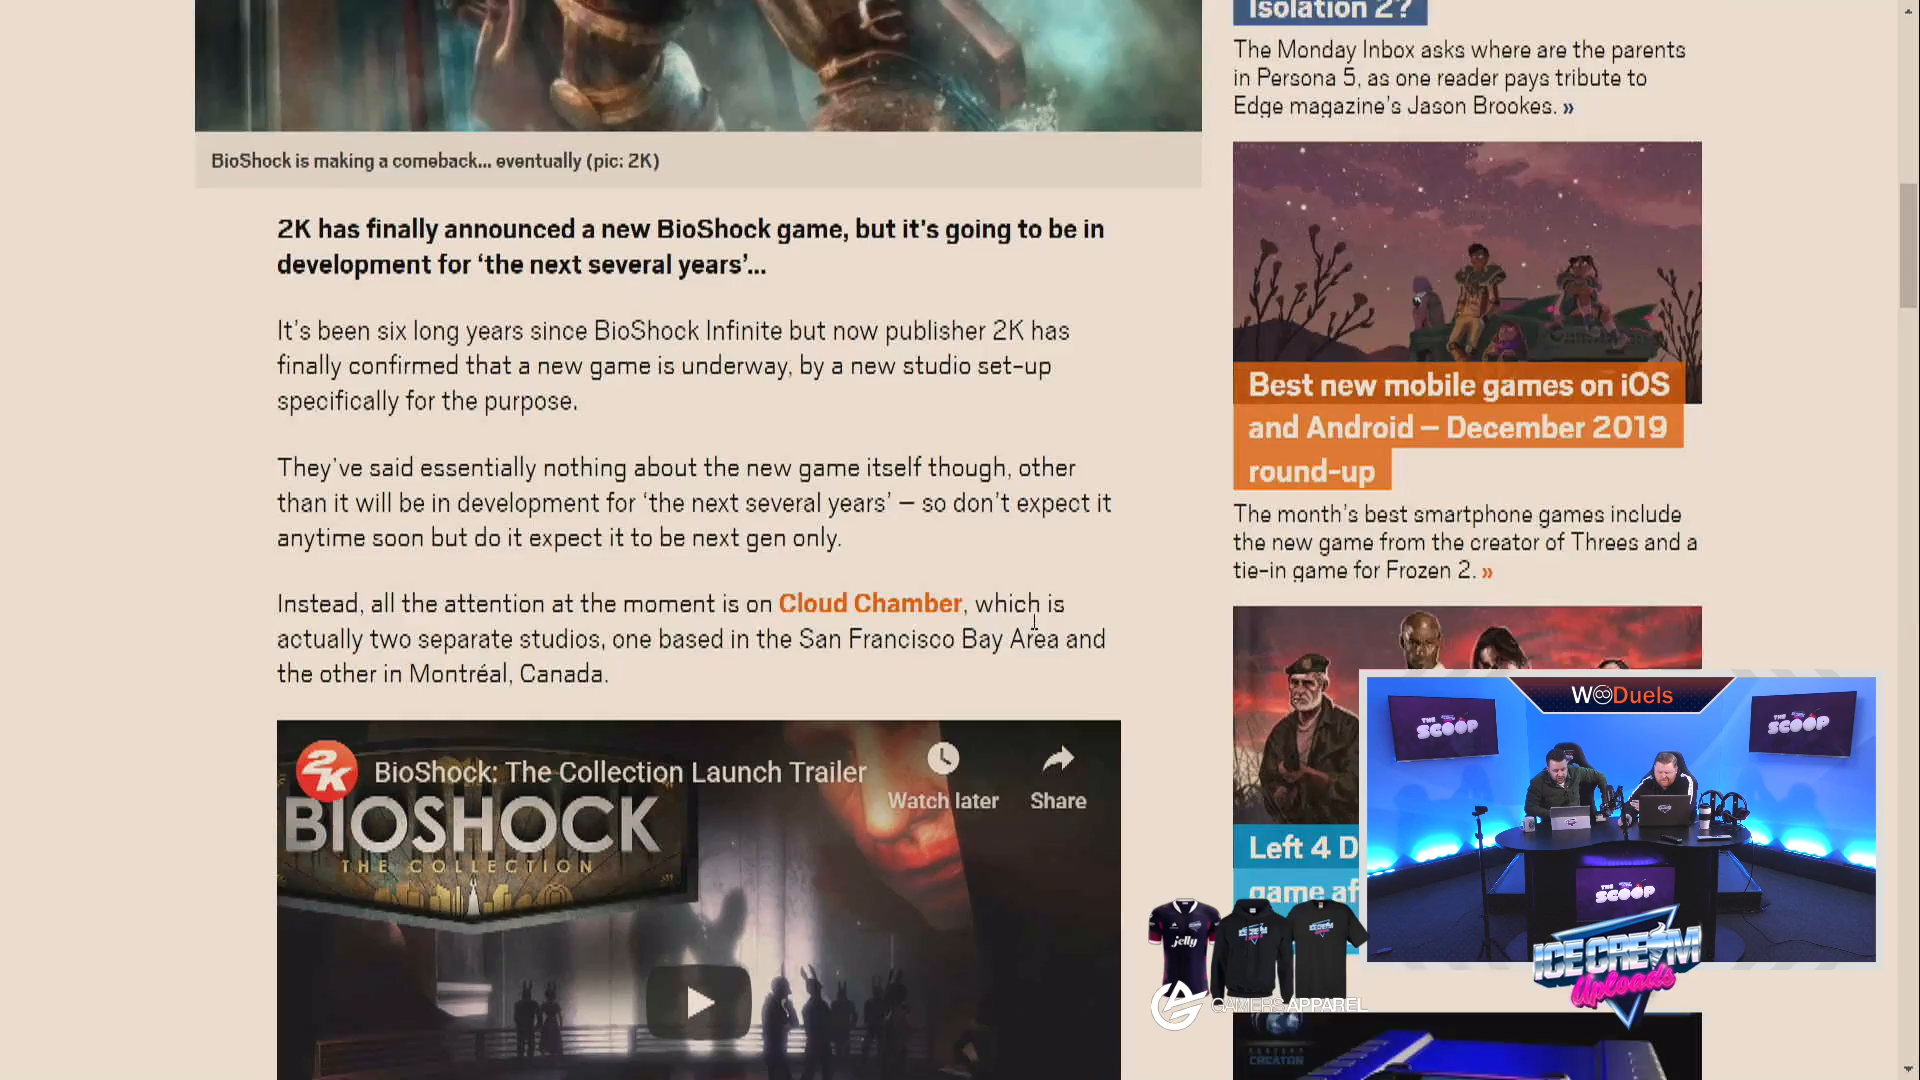 Isolation 2?
The Monday Inbox asks where are the parents
in Persona 5, as one reader pays tribute to
Edge magazine's Jason Brookes. »
BioShock is making a comeback... eventually (pic: 2K)
2K has finally announced a new BioShock game, but it's going to be in
development for ‘the next several years’...
It's been six long years since BioShock Infinite but now publisher 2K has
finally confirmed that a new game is underway, by a new studio set-up
specifically for the purpose.
They've said essentially nothing about the new game itself though, other
than it will be in development for ‘the next several years’ – so don't expect it
anytime soon but do it expect it to be next gen only.
Instead, all the attention at the moment is on Cloud Chamber, which is
actually two separate studios, one based in the San Francisco Bay Area and
the other in Montréal, Canada.
2K
BioShock: The Collection Launch Trailer
Watch later
Share
BIOSHOCK
THE COLLECTION
Best new mobile games on iOS
and Android – December 2019
round-up
The month's best smartphone games include
the new game from the creator of Threes and a
tie-in game for Frozen 2. »
Left 4 D
game af
W∞Duels
THE SCOOP
THE SCOOP
THE SCOOP
jelly
ICE CREAM
ICE CREAM
GAMERS APPAREL
ICE CREAM
Uploads
CREATOR